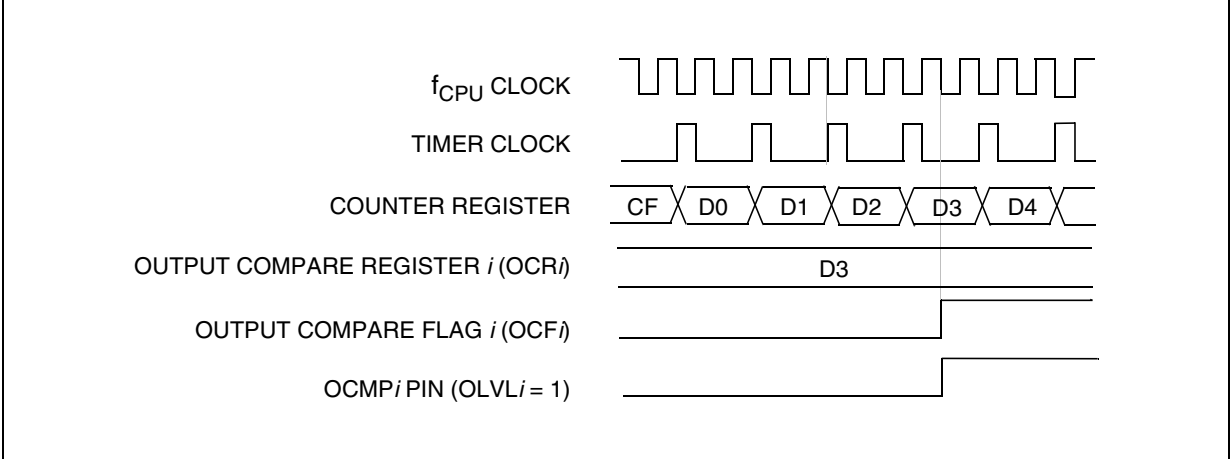 fCPU CLOCK
TIMER CLOCK
COUNTER REGISTER CF D0 D1 D2 D3 D4
OUTPUT COMPARE REGISTER i (OCRi) D3
OUTPUT COMPARE FLAG i (OCFi)
OCMPi PIN (OLVLi = 1)